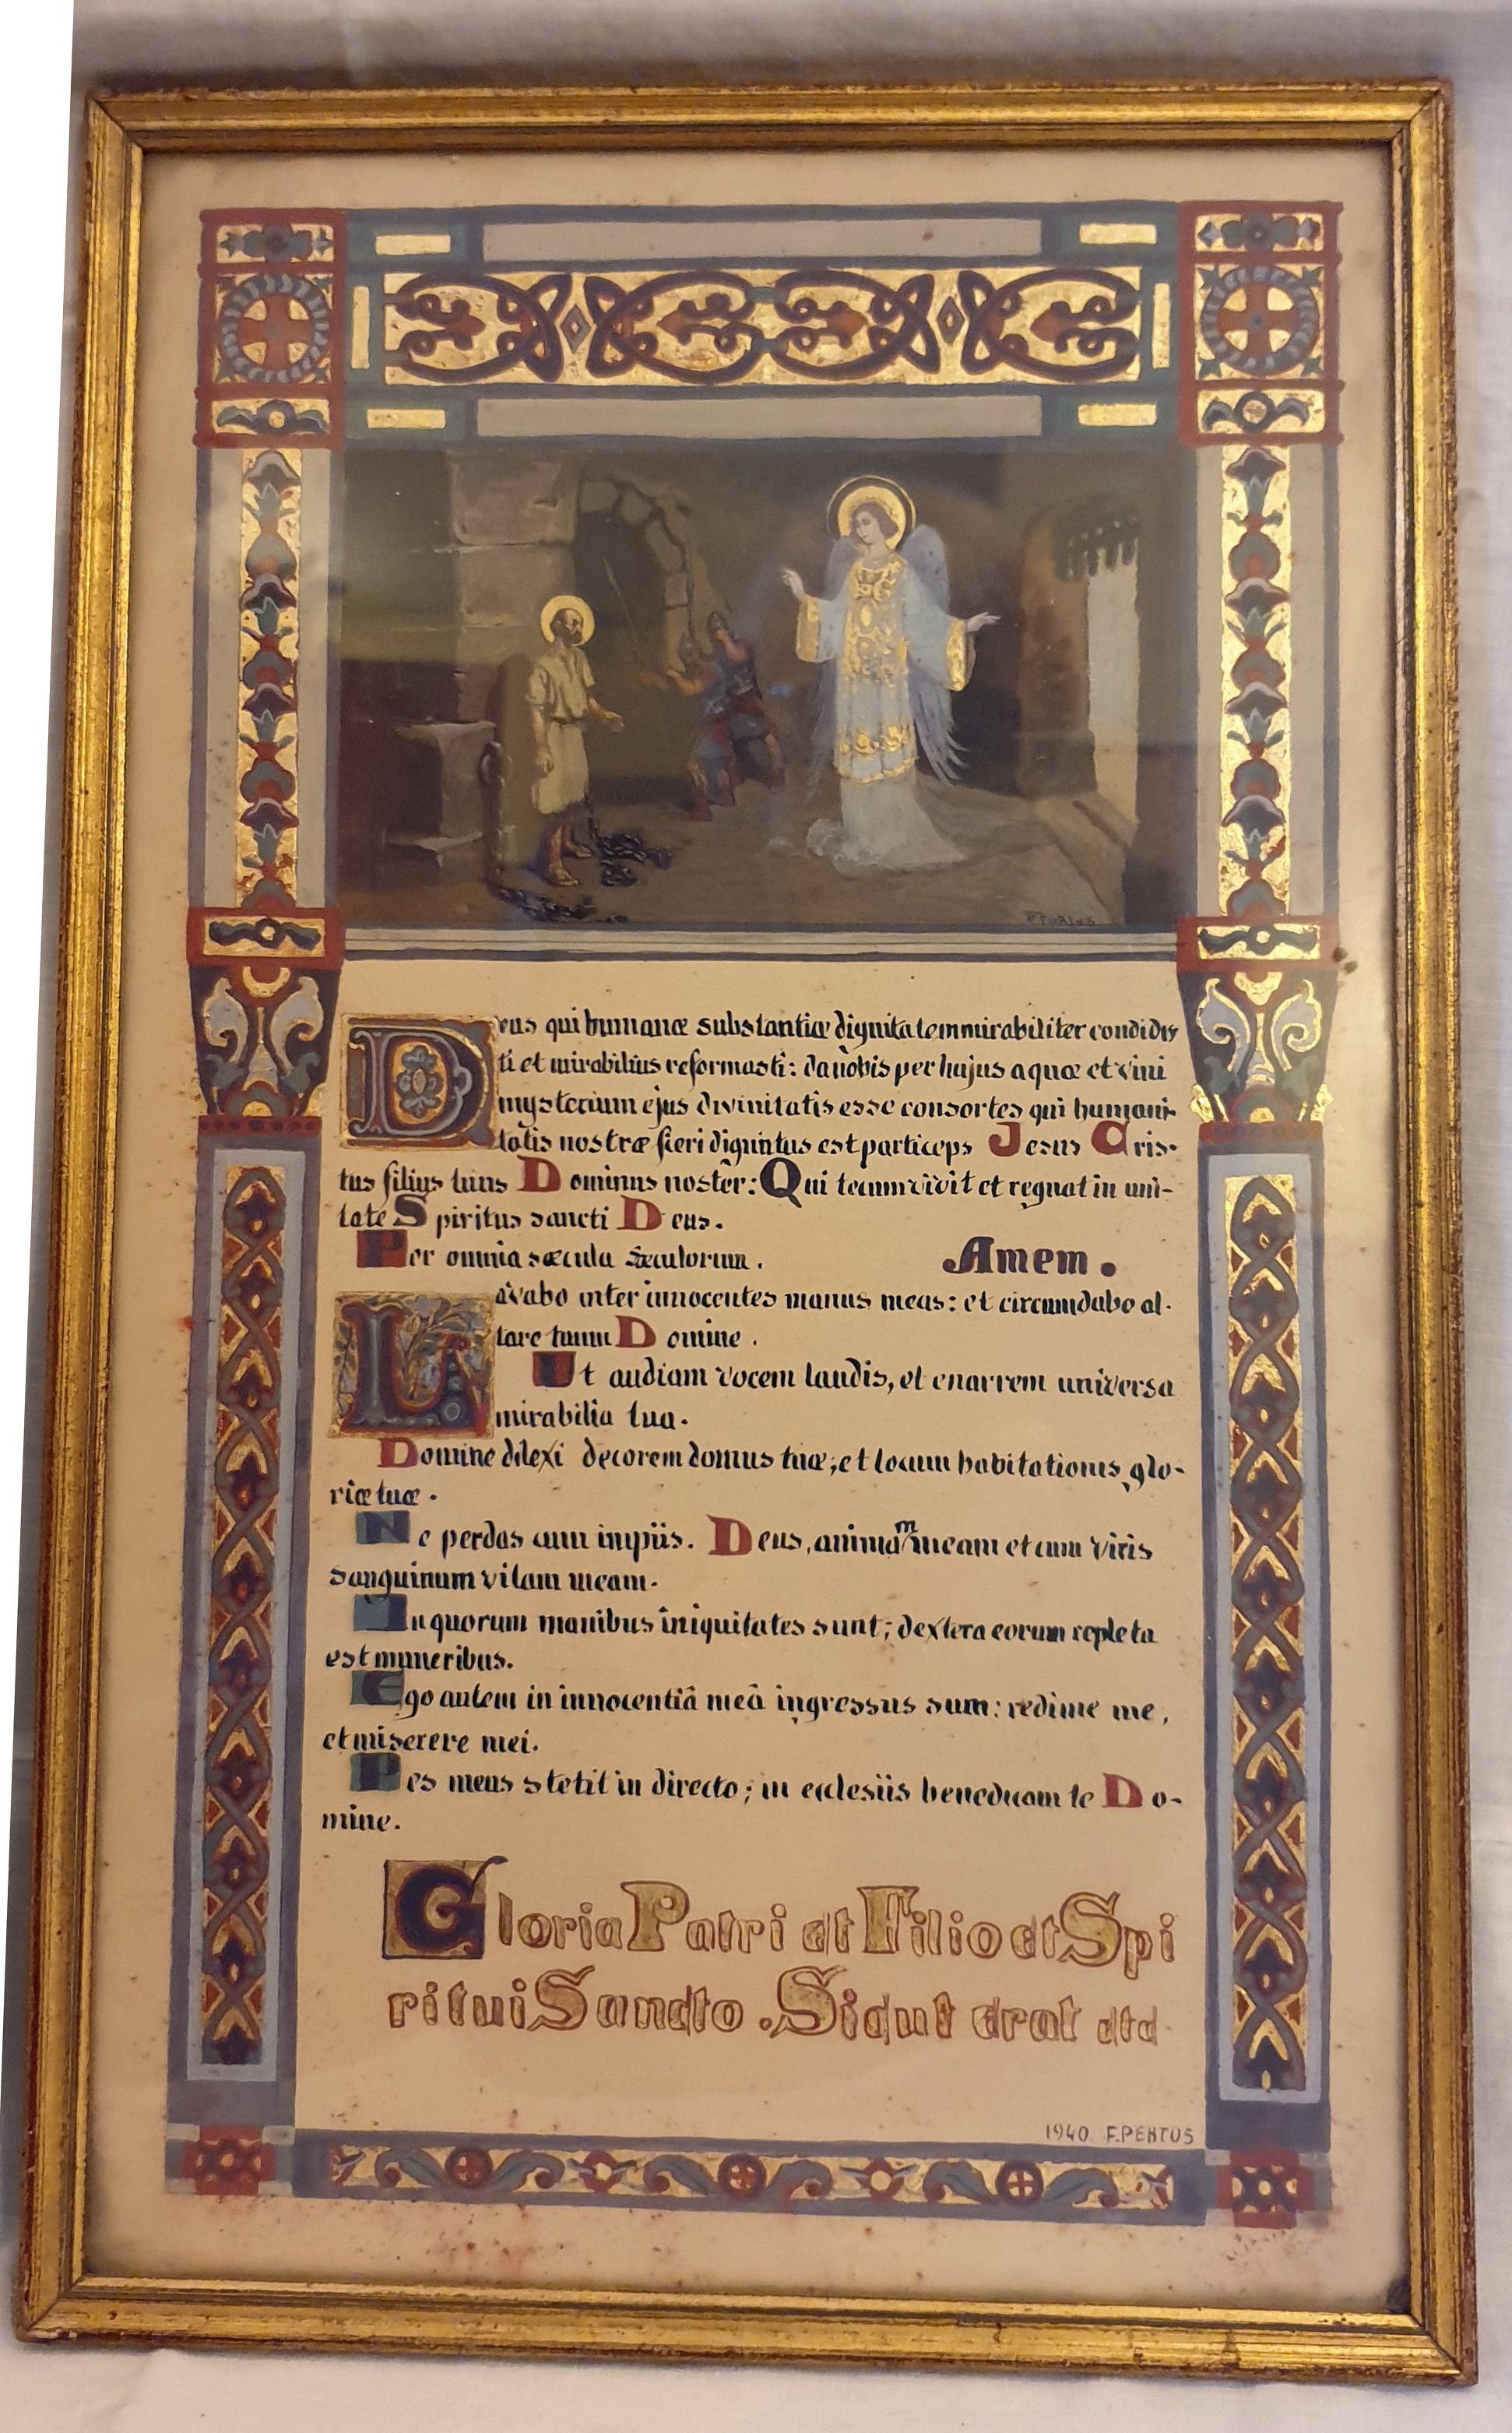 F.PERTUS
Deus qui humanæ substantiæ dignitatem mirabiliter condidis
ti et mirabilius reformasti: da nobis per hujus aquæ et vini
mysterium ejus divinitatis esse consortes qui humani-
tatis nostræ fieri dignatus est particeps Jesus Cris-
tus filius tuus Dominus noster: Qui tecum vivit et regnat in uni-
tate Spiritus sancti Deus.
Per omnia sæcula sæculorum. Amem.
Lavabo inter innocentes manus meas: et circumdabo al-
tare tuum Domine.
Ut audiam vocem laudis, et enarrem universa
mirabilia tua.
Domine dilexi decorem domus tuæ, et locum habitationis glo-
riæ tuæ.
Ne perdas cum impiis. Deus, animam meam et cum viris
sanguinum vitam meam.
In quorum manibus iniquitates sunt; dextera eorum repleta
est muneribus.
Ego autem in innocentiâ meâ ingressus sum: redime me,
et miserere mei.
Pes meus stetit in directo; in ecclesiis benedicam te Do-
mine.
Gloria Patri et Filio et Spi
ritui Sancto. Sicut erat etc
1940 F.PERTUS